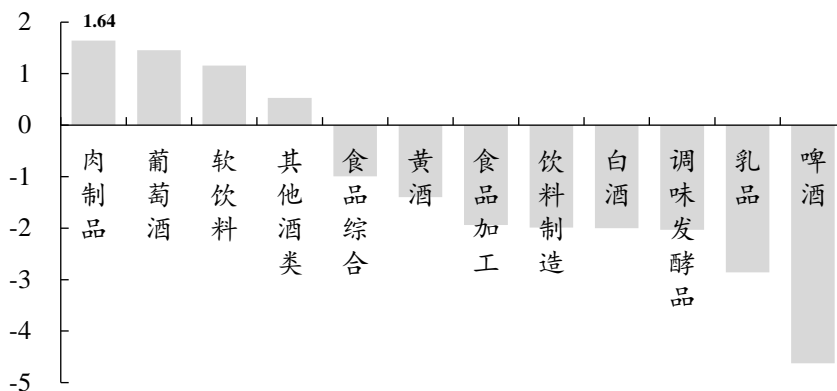 2
1.64
1
0
-1
-2
-3
-4
-5
肉制品
葡萄酒
软饮料
其他酒类
食品综合
黄酒
食品加工
饮料制造
白酒
调味发酵品
乳品
啤酒